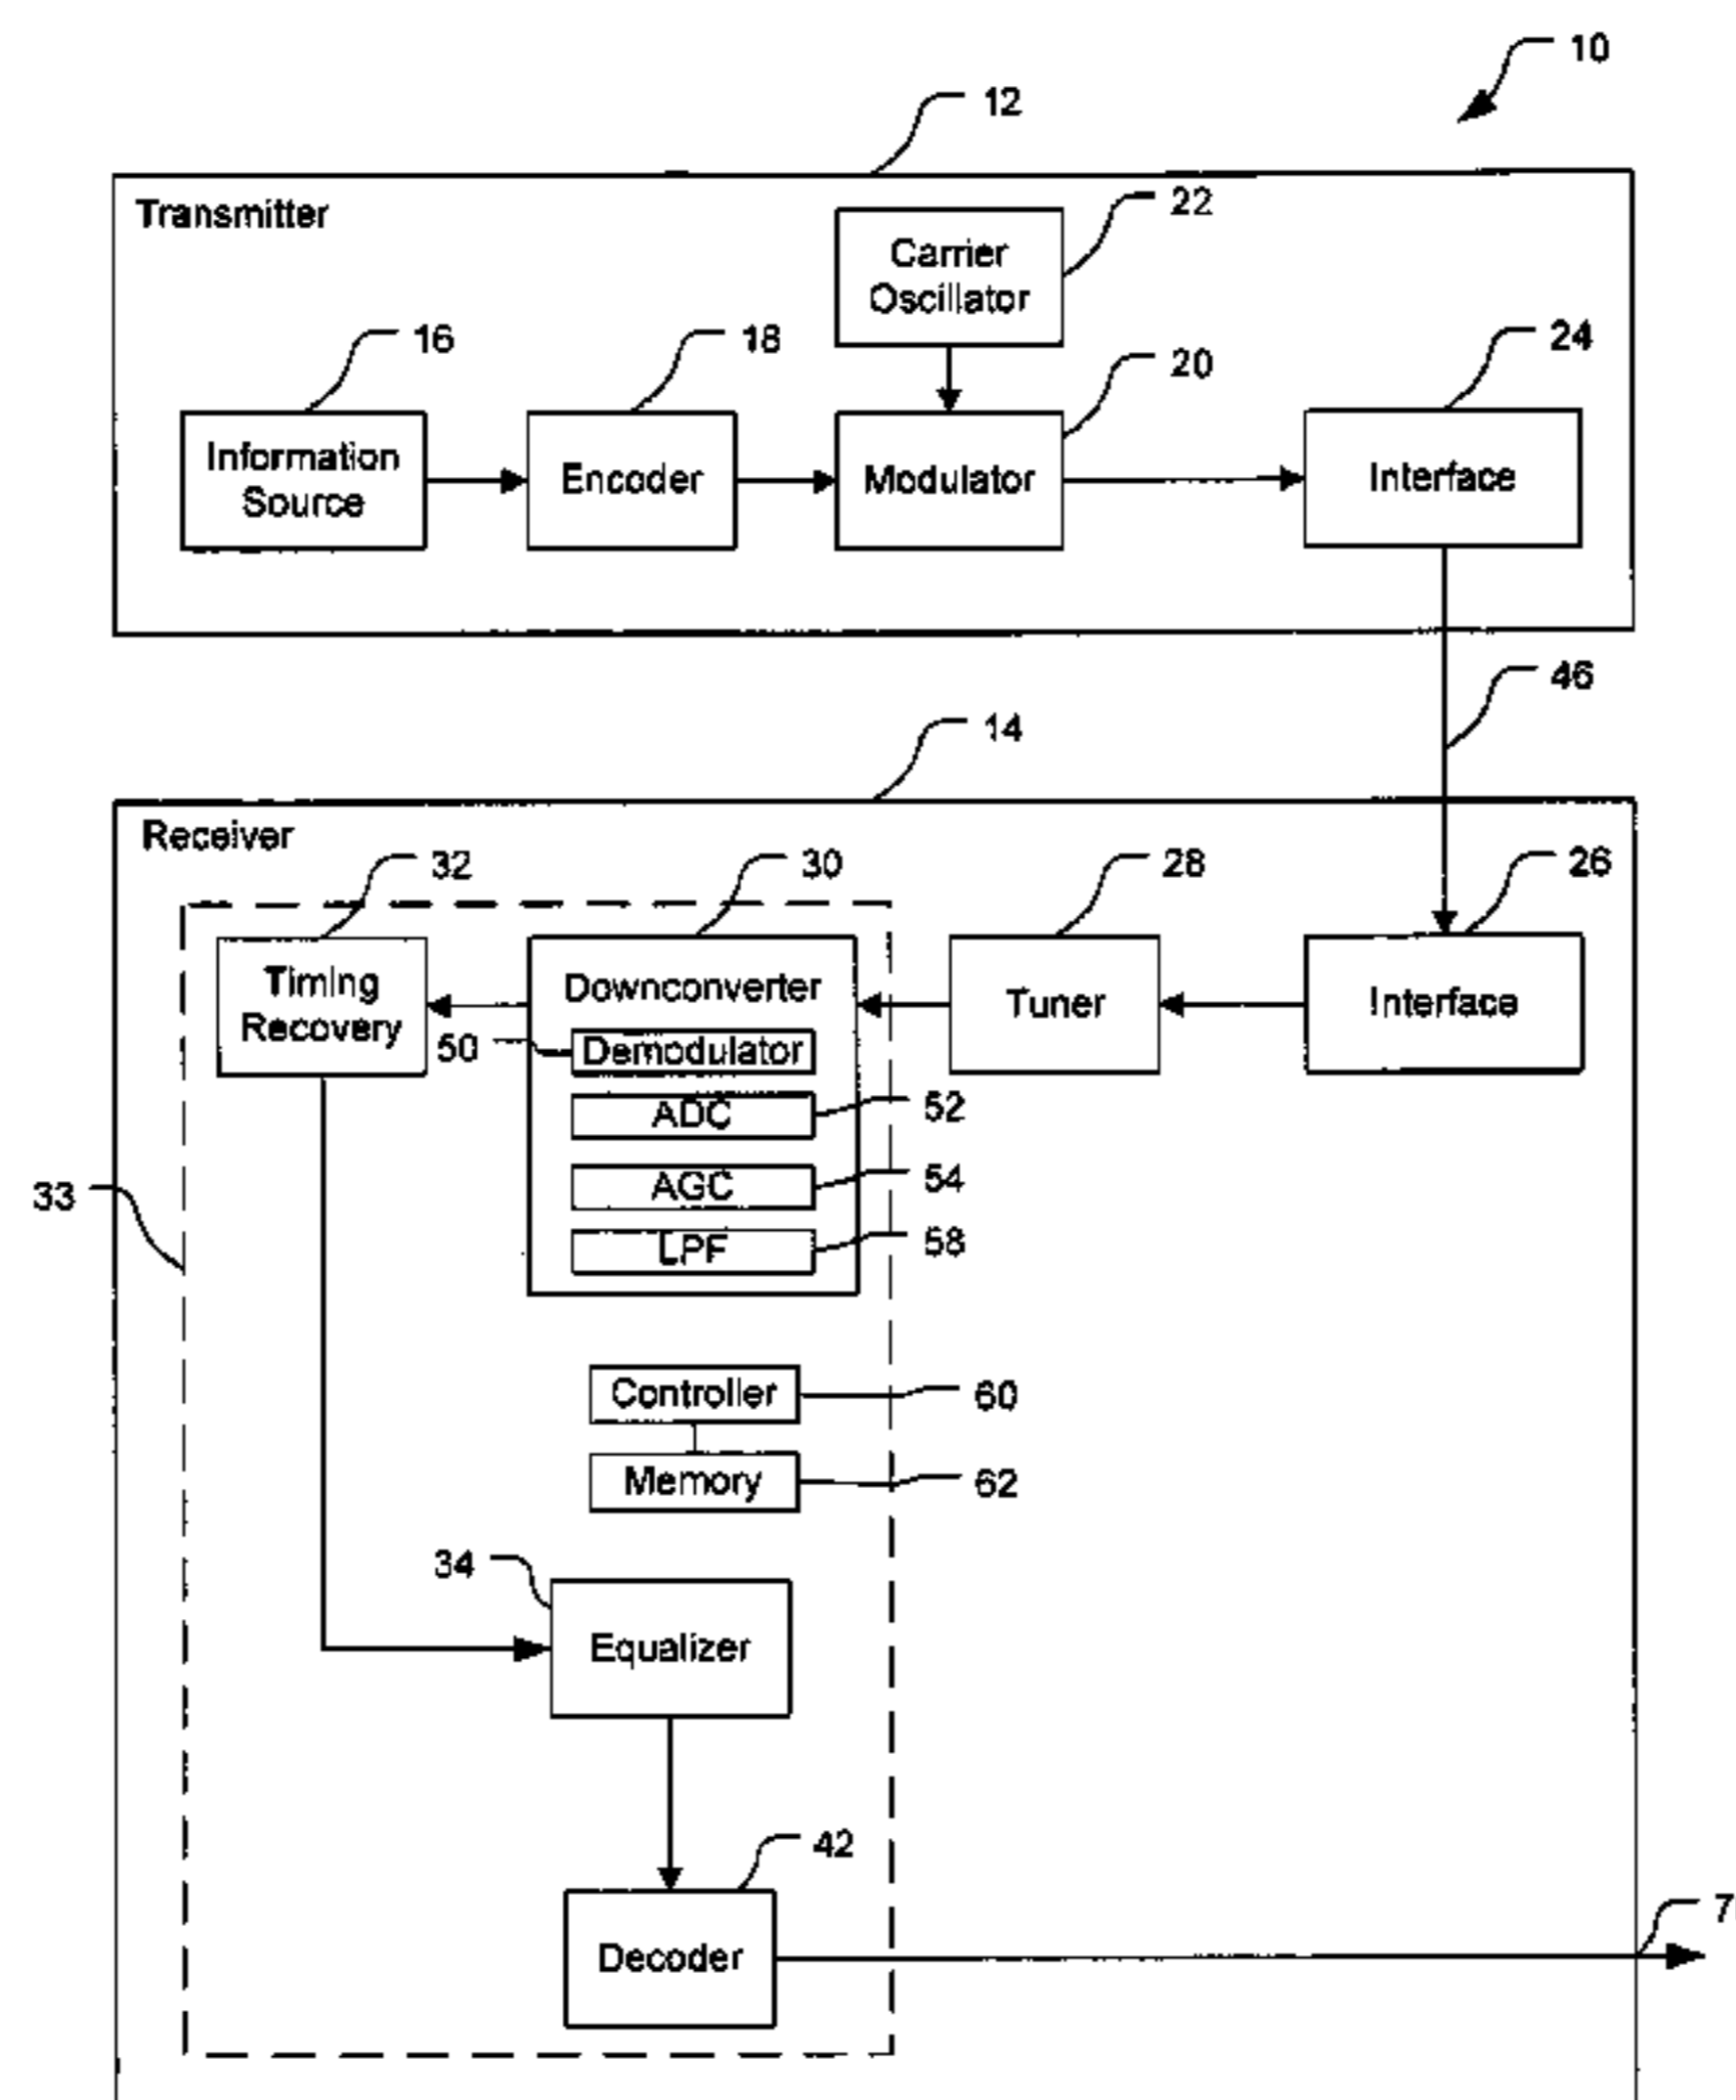 10
12
Transmitter
22
Carrier
Oscillator
16
18
20
24
Information
Source
Encoder
Modulator
Interface
46
14
Receiver
32
30
28
26
Timing
Recovery
Downconverter
Tuner
Interface
50
Demodulator
ADC
52
AGC
54
33
LPF
58
Controller
60
Memory
62
34
Equalizer
42
7
Decoder